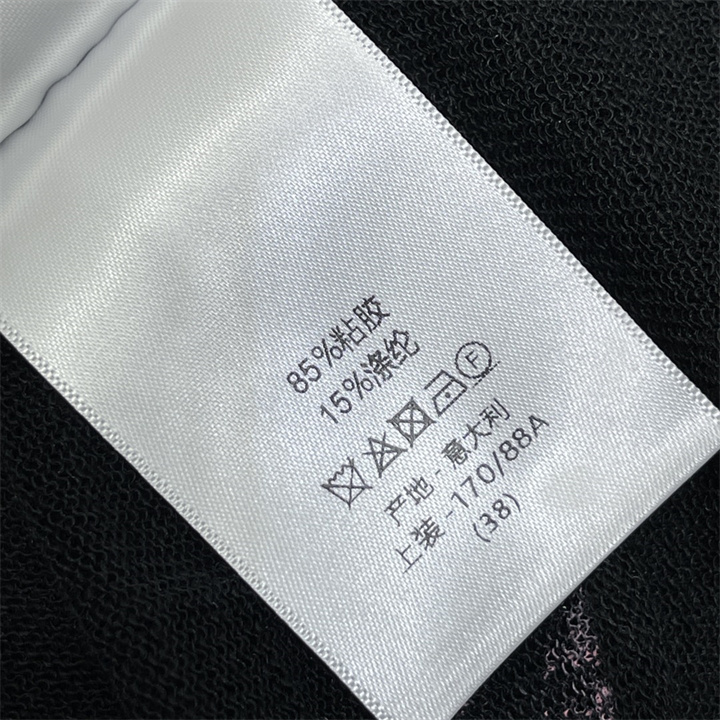 85%粘胶
15%涤纶
F
产地 - 意大利
上装 - 170/88A
(38)